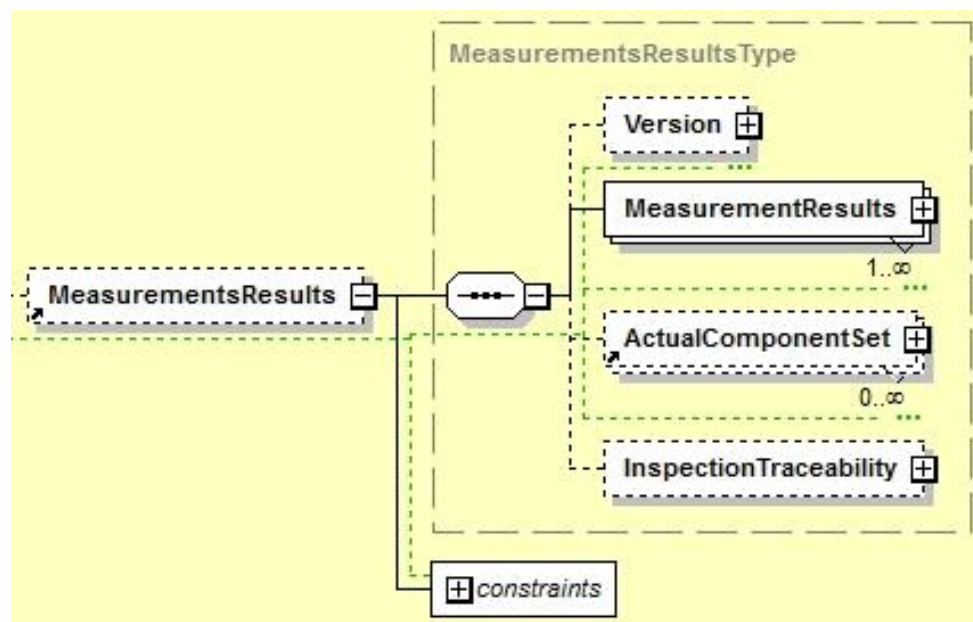 MeasurementsResultsType
Version
MeasurementResults
1..∞
MeasurementsResults
ActualComponentSet
0..∞
InspectionTraceability
constraints